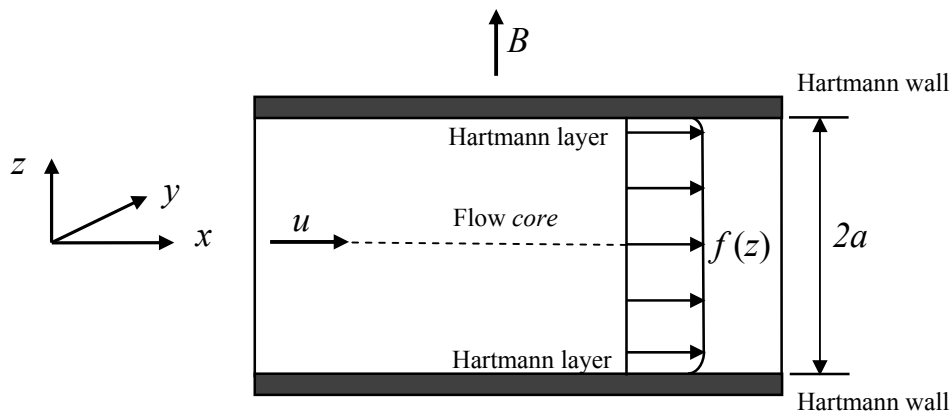 B
Hartmann wall
Hartmann layer
z
y
x
u
Flow core
f(z)
2a
Hartmann layer
Hartmann wall